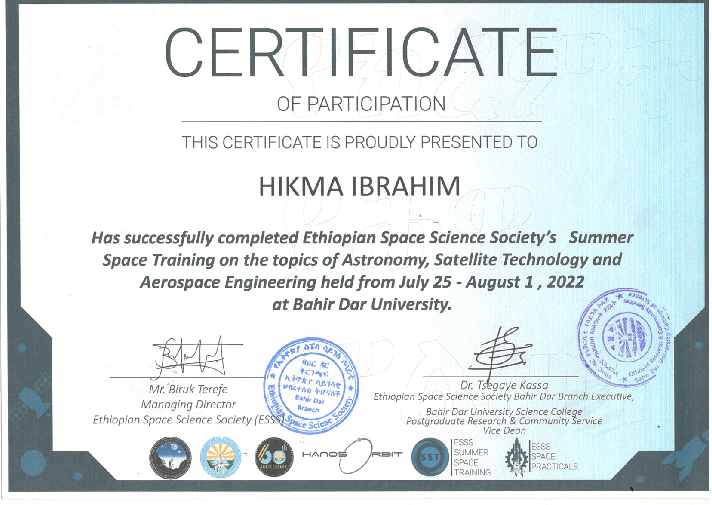 CERTIFICATE
OF PARTICIPATION
THIS CERTIFICATE IS PROUDLY PRESENTED TO
HIKMA IBRAHIM
Has successfully completed Ethiopian Space Science Society's Summer
Space Training on the topics of Astronomy, Satellite Technology and
Aerospace Engineering held from July 25 - August 1 , 2022
at Bahir Dar University.
Mr. Biruk Terefe
Managing Director
Ethiopian Space Science Society (ESSS)
Bahir Dar
Branch
Ethiopia Space Science Society
Dr. Tsegaye Kassa
Ethiopian Space Science Society Bahir Dar Branch Executive,
Bahir Dar University Science College
Postgraduate Research & Community Service
Vice Dean
HANOS ORBIT
SST
ESSS
SUMMER
SPACE
TRAINING
ESSS
SPACE
PRACTICALS